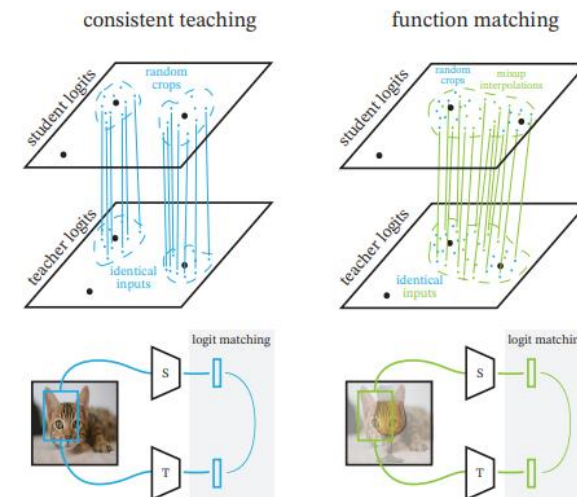 consistent teaching
student logits
random
crops
teacher logits
identical
inputs
logit matching
S
T
function matching
student logits
random
crops
mixup
interpolations
teacher logits
identical
inputs
logit matchin
S
T